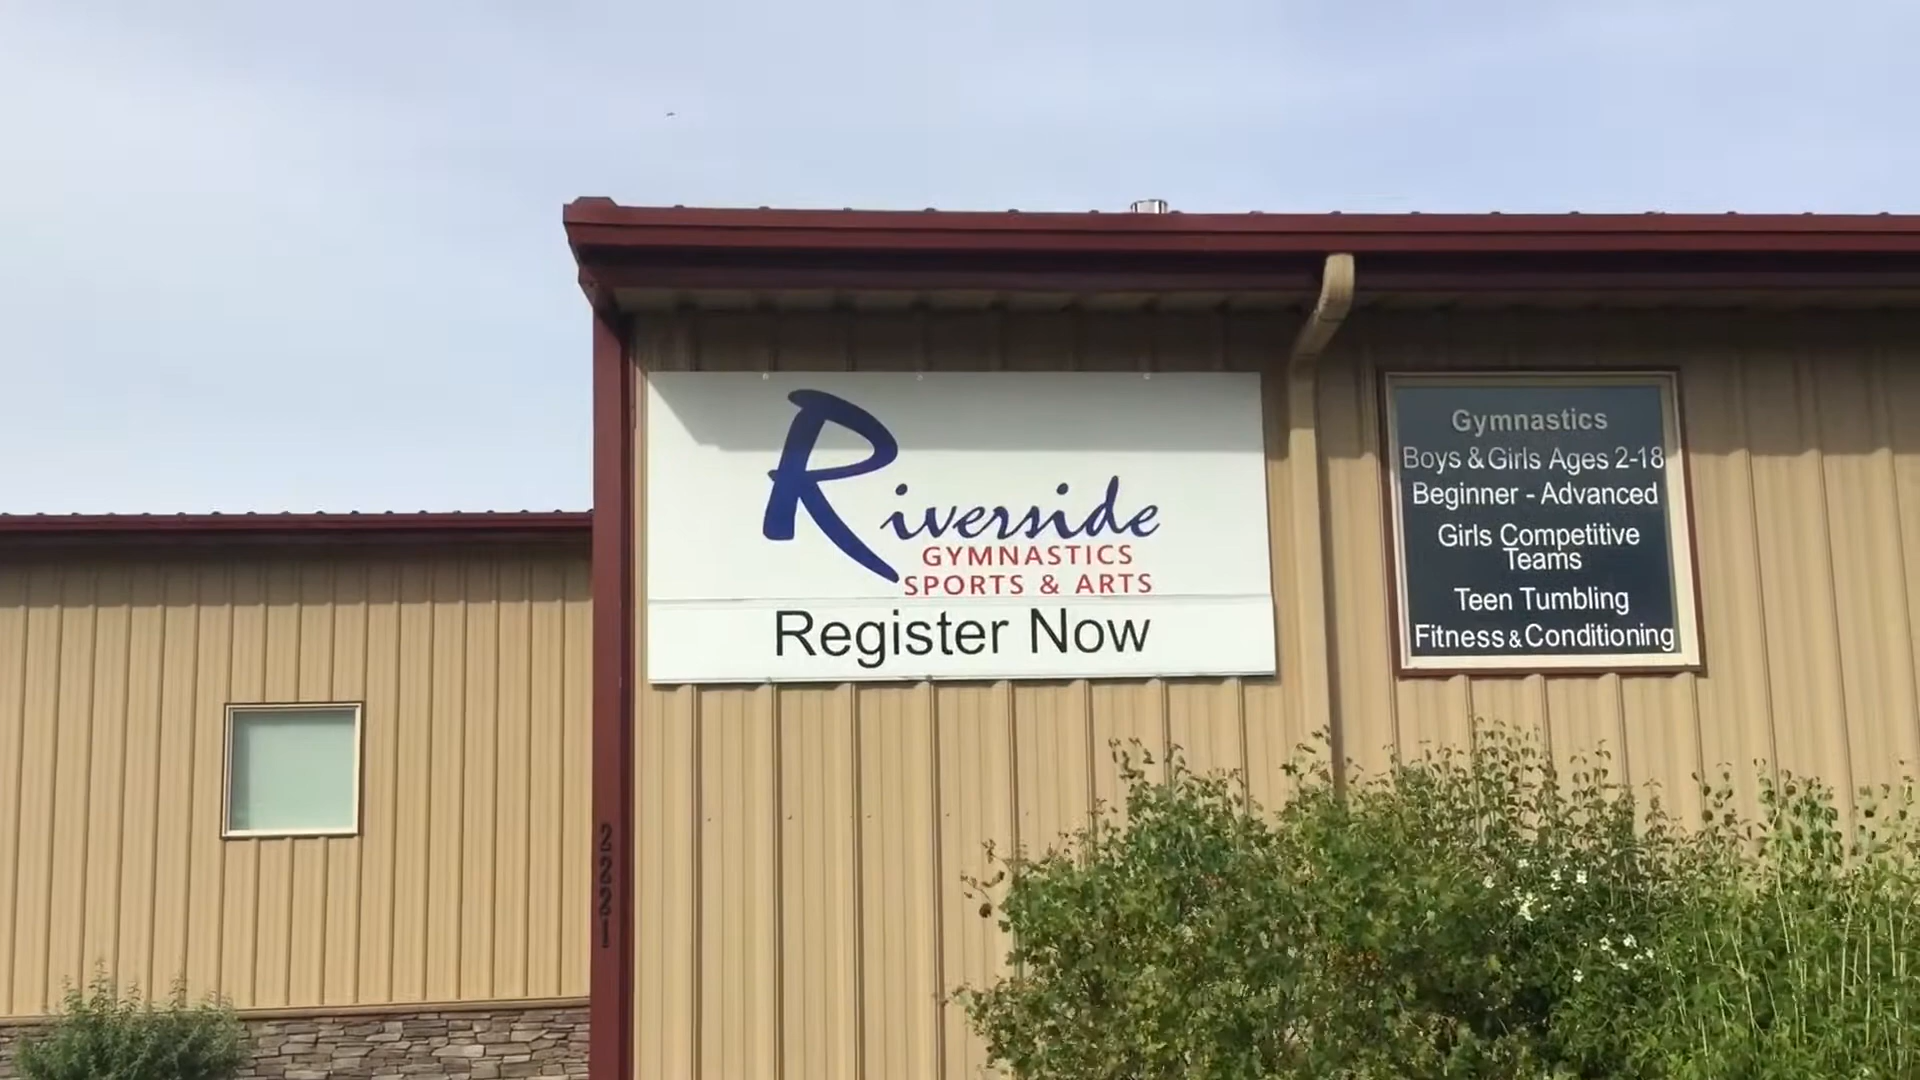 Riverside
GYMNASTICS
SPORTS & ARTS
Register Now
Gymnastics
Boys & Girls Ages 2-18
Beginner - Advanced
Girls Competitive
Teams
Teen Tumbling
Fitness & Conditioning
2221